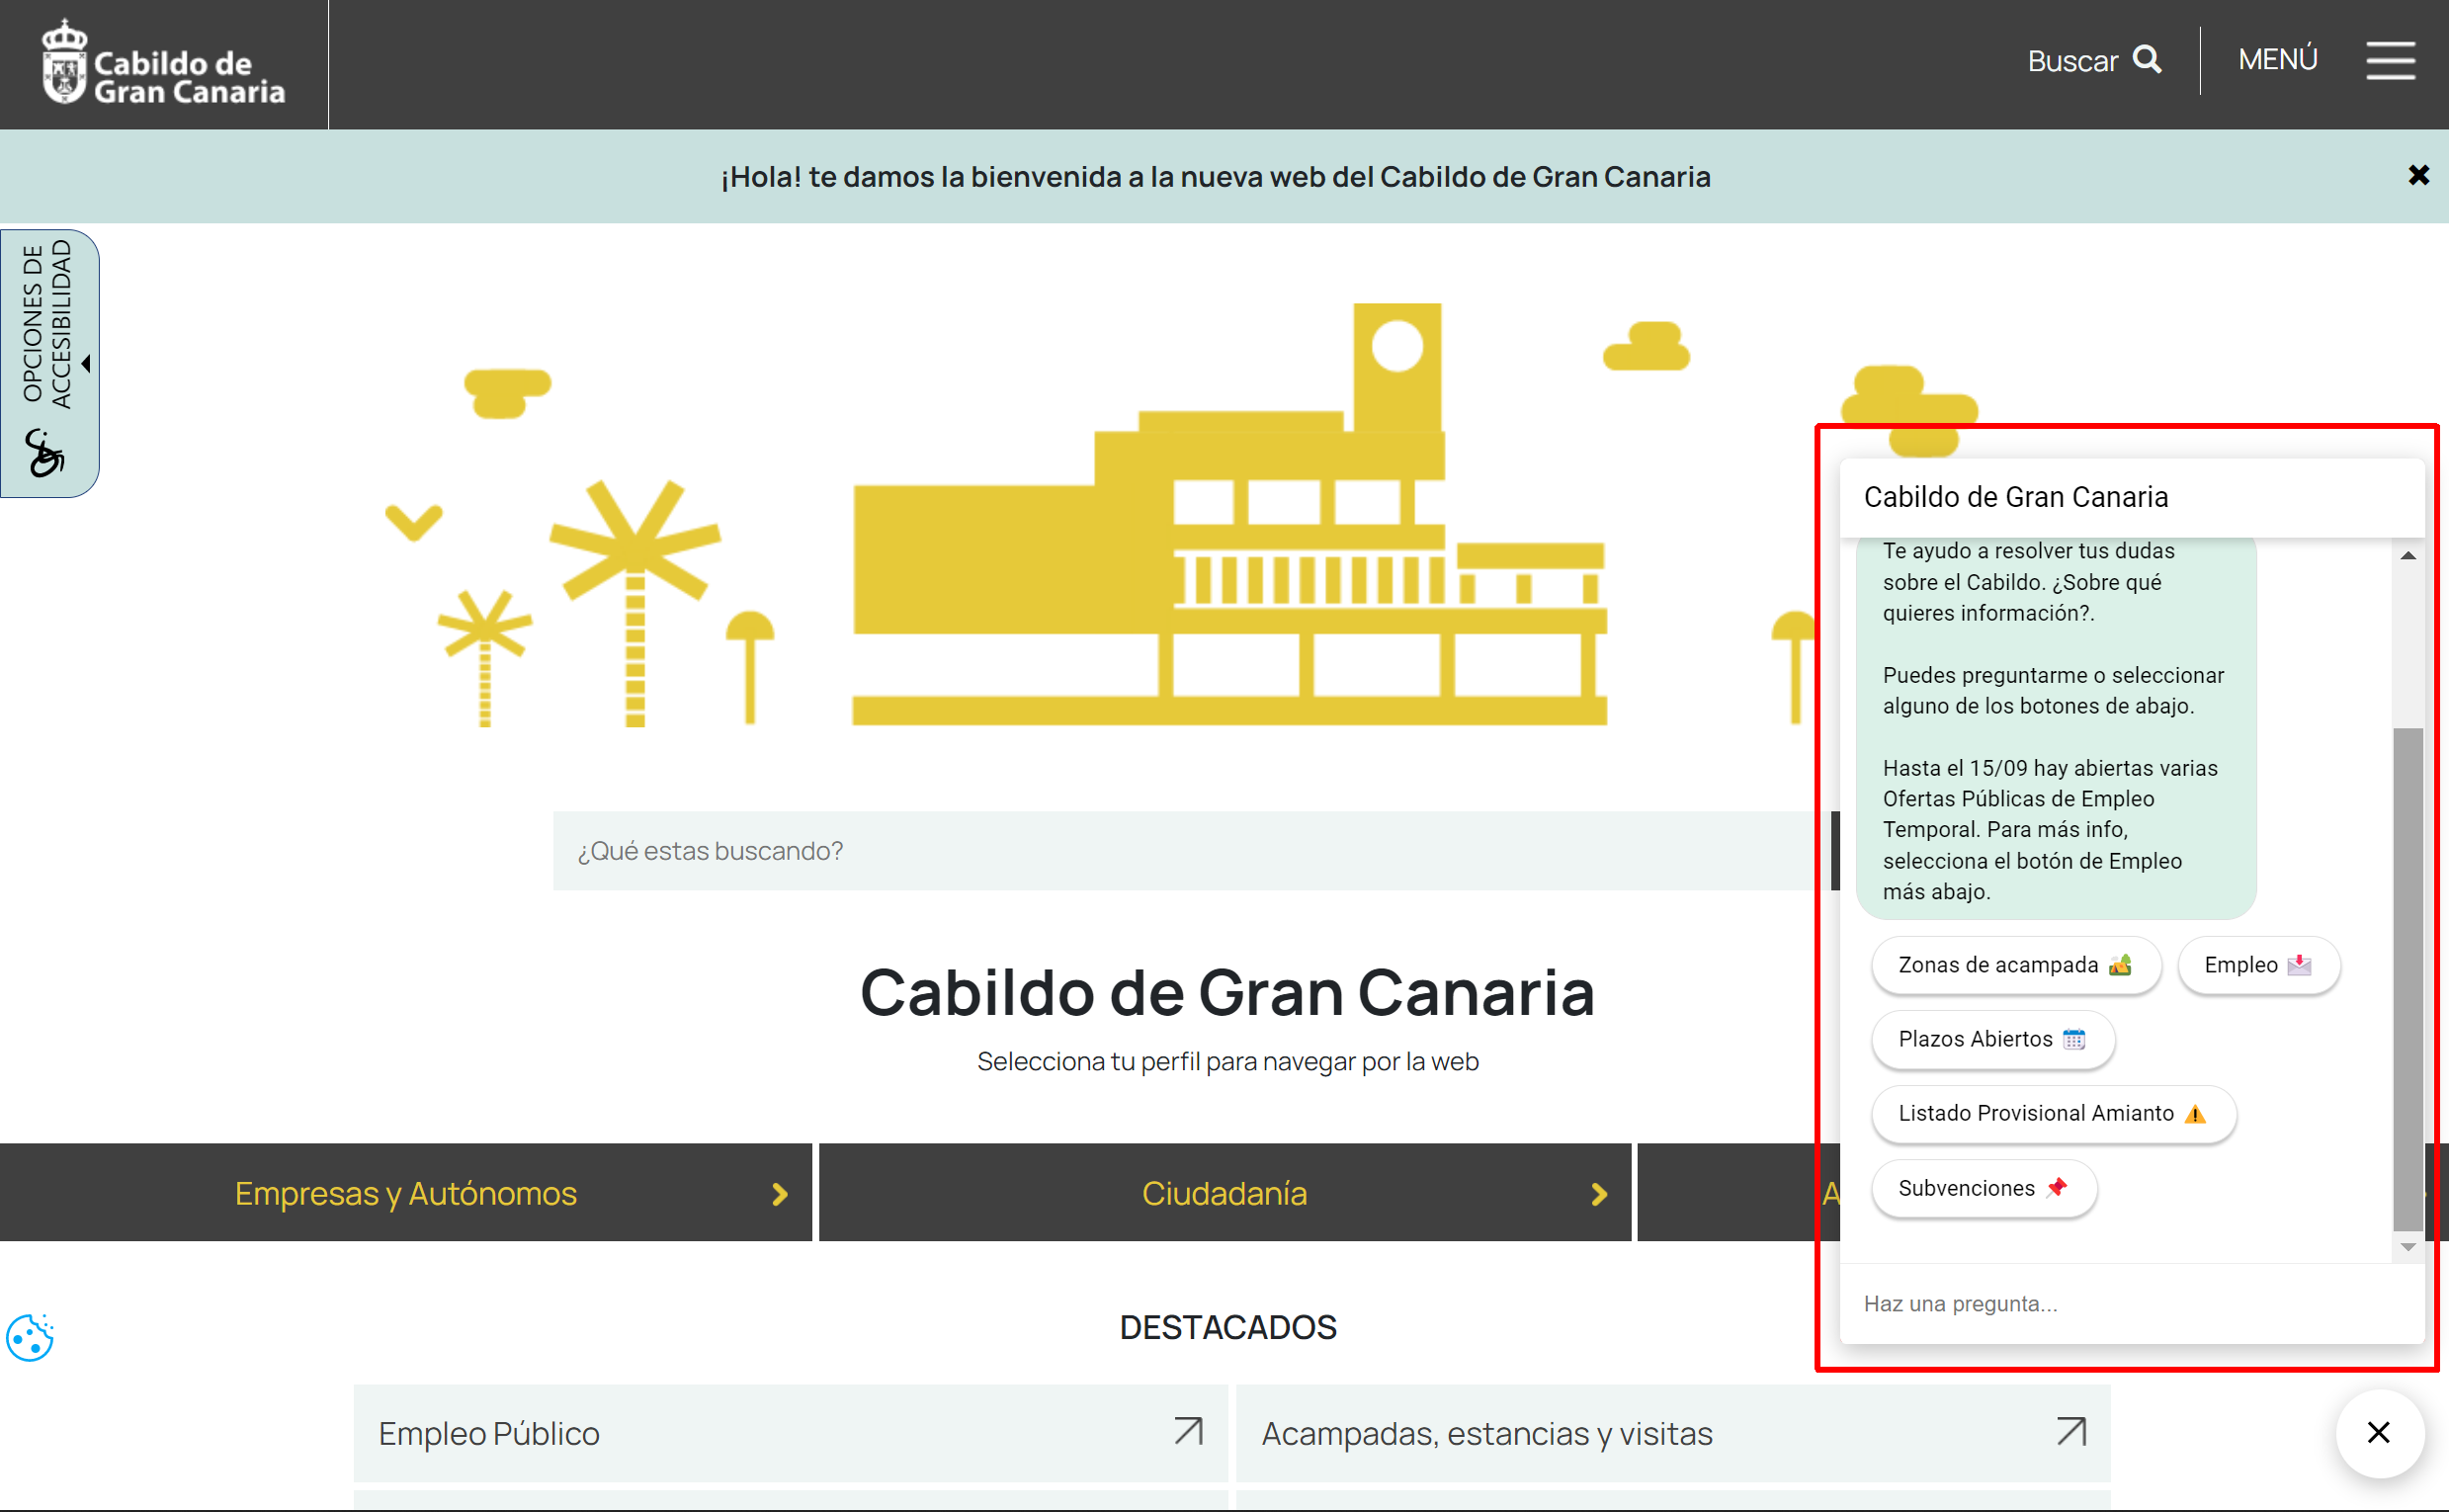 Cabildo de
Gran Canaria
Buscar
MENÚ
¡Hola! te damos la bienvenida a la nueva web del Cabildo de Gran Canaria
OPCIONES DE
ACCESIBILIDAD
¿Qué estas buscando?
Cabildo de Gran Canaria
Selecciona tu perfil para navegar por la web
Empresas y Autónomos
Ciudadanía
A
DESTACADOS
Empleo Público
Acampadas, estancias y visitas
Cabildo de Gran Canaria
Te ayudo a resolver tus dudas
sobre el Cabildo. ¿Sobre qué
quieres información?.
Puedes preguntarme o seleccionar
alguno de los botones de abajo.
Hasta el 15/09 hay abiertas varias
Ofertas Públicas de Empleo
Temporal. Para más info,
selecciona el botón de Empleo
más abajo.
Zonas de acampada
Empleo
Plazos Abiertos
Listado Provisional Amianto
Subvenciones
Haz una pregunta...